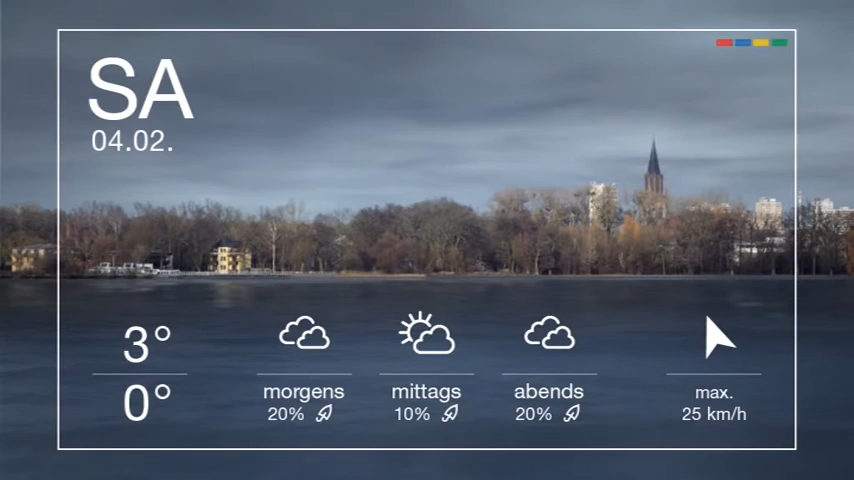 SA
04.02.
3°
0°
morgens
20%
mittags
10%
abends
20%
max.
25 km/h